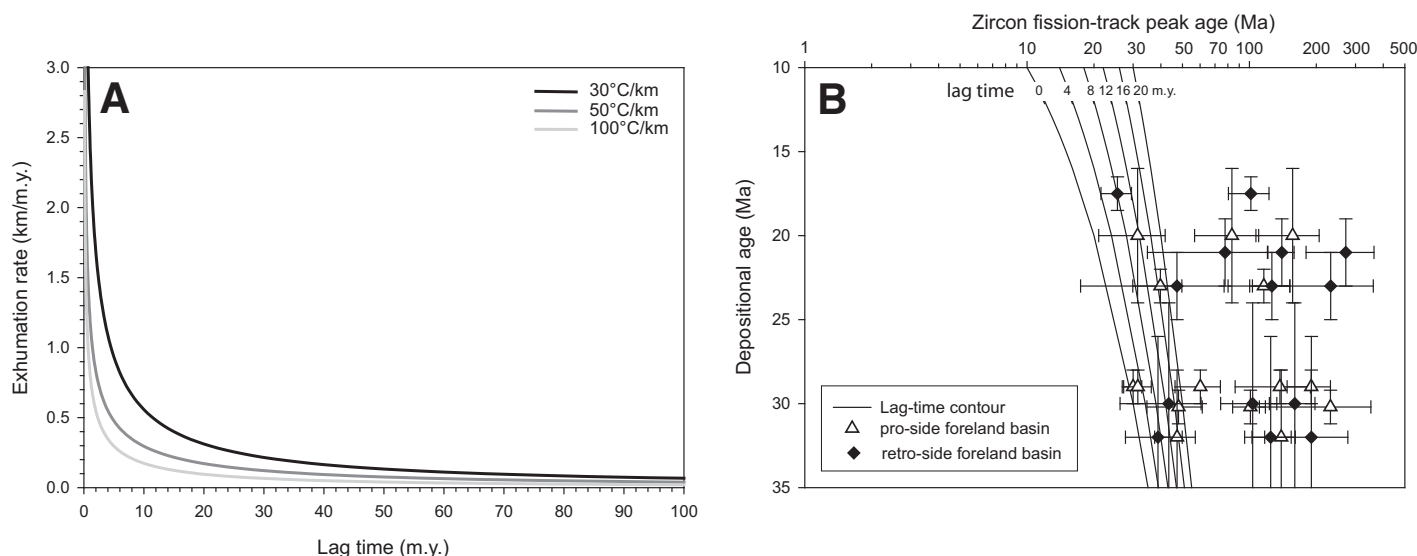 A
30°C/km
50°C/km
100°C/km
Exhumation rate (km/m.y.)
3.0
2.5
2.0
1.5
1.0
0.5
0.0
0 10 20 30 40 50 60 70 80 90 100
Lag time (m.y.)
Zircon fission-track peak age (Ma)
1 10 20 30 50 70 100 200 300 500
B
lag time 0 4 8 12 16 20 m.y.
Depositional age (Ma)
10
15
20
25
30
35
Lag-time contour
pro-side foreland basin
retro-side foreland basin